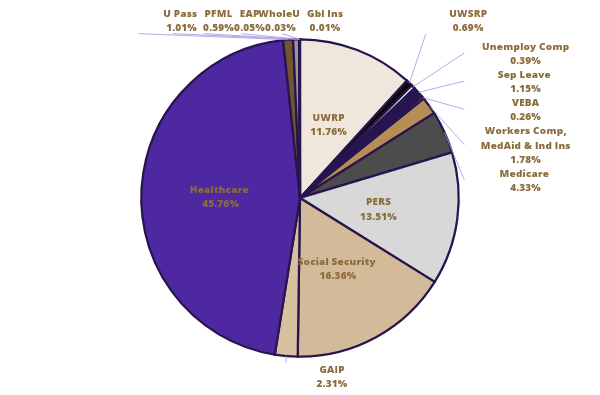 U Pass PFML EAP WholeU Gbl Ins
1.01% 0.59% 0.05% 0.03% 0.01%
UWSRP
0.69%
Unemploy Comp
0.39%
Sep Leave
1.15%
VEBA
0.26%
Workers Comp,
MedAid & Ind Ins
1.78%
Medicare
4.33%
UWRP
11.76%
Healthcare
45.76%
PERS
13.51%
Social Security
16.36%
GAIP
2.31%